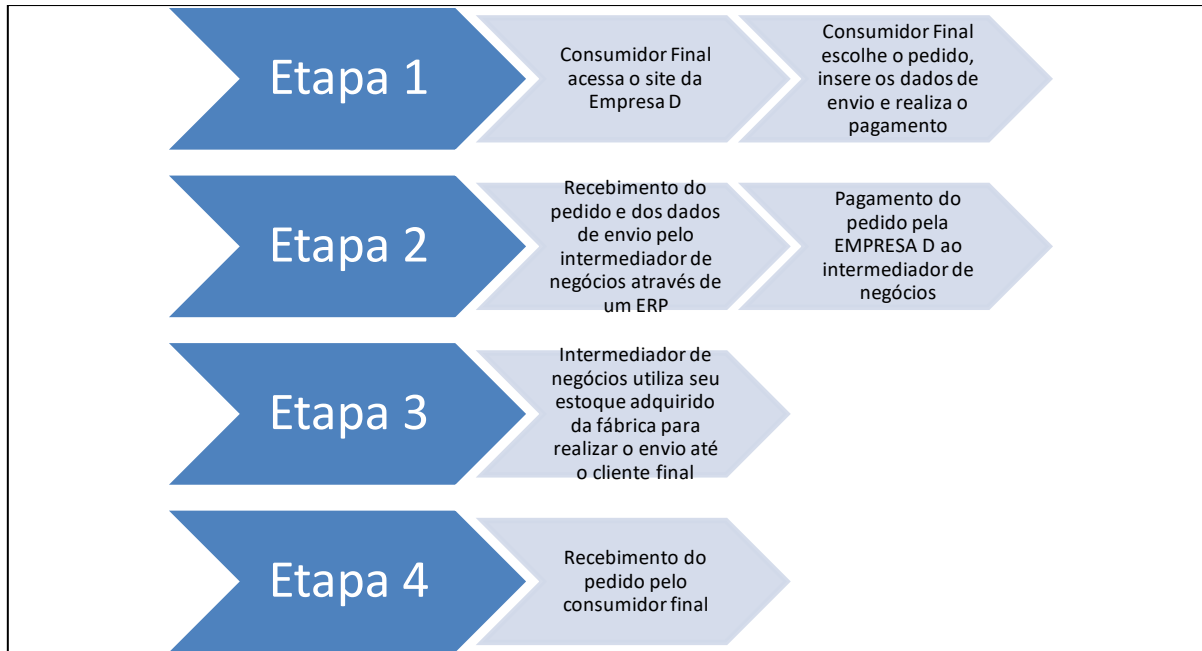 Etapa 1
Consumidor Final
acessa o site da
Empresa D
Consumidor Final
escolhe o pedido,
insere os dados de
envio e realiza o
pagamento
Etapa 2
Recebimento do
pedido e dos dados
de envio pelo
intermediador de
negócios através de
um ERP
Pagamento do
pedido pela
EMPRESA D ao
intermediador de
negócios
Etapa 3
Intermediador de
negócios utiliza seu
estoque adquirido
da fábrica para
realizar o envio até
o cliente final
Etapa 4
Recebimento do
pedido pelo
consumidor final